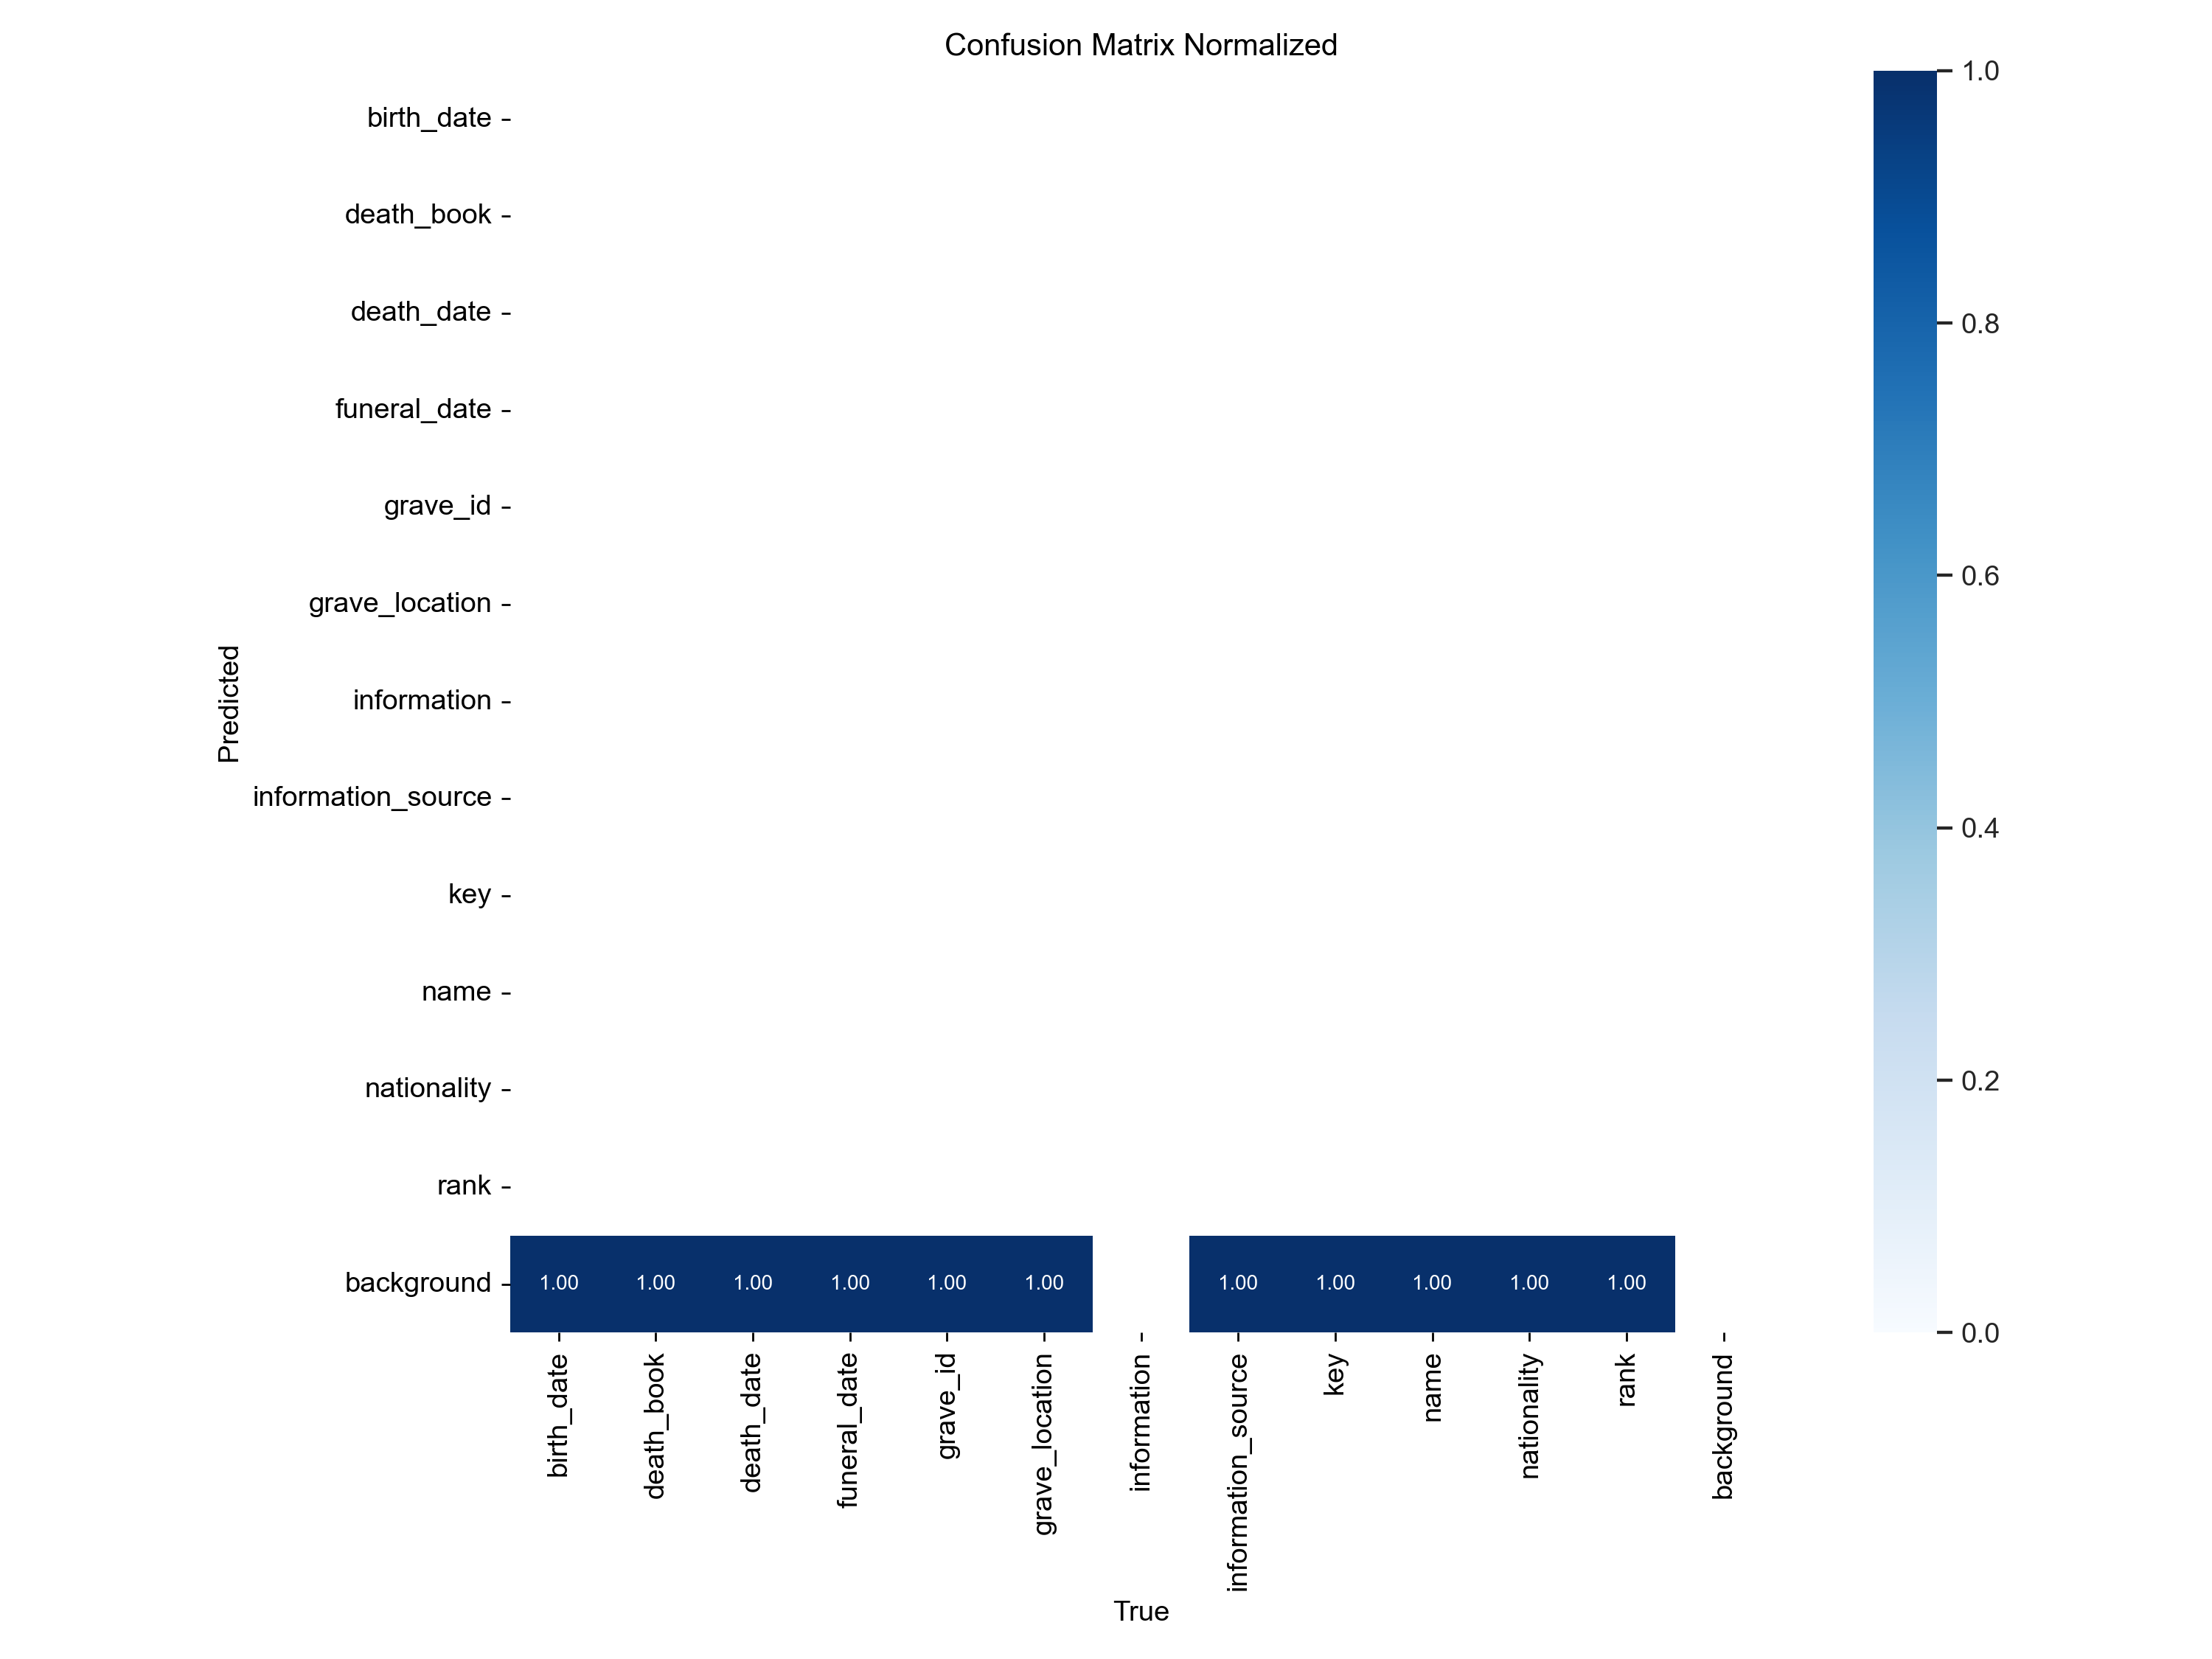 Confusion Matrix Normalized
birth_date
death_book
death_date
funeral_date
grave_id
grave_location
information
information_source
key
name
nationality
rank
background
Predicted
1.00 1.00 1.00 1.00 1.00 1.00 1.00 1.00 1.00 1.00 1.00
birth_date
death_book
death_date
funeral_date
grave_id
grave_location
information
information_source
key
name
nationality
rank
background
True
1.0
0.8
0.6
0.4
0.2
0.0